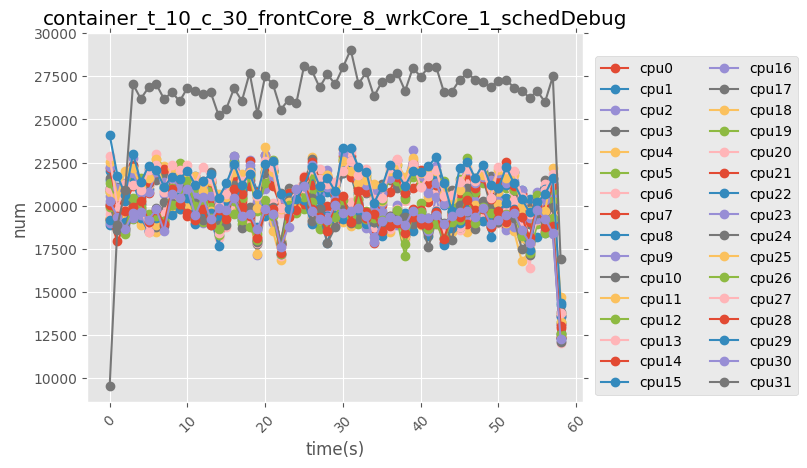 container_t_10_c_30_frontCore_8_wrkCore_1_schedDebug
30000
27500
25000
22500
20000
17500
15000
12500
10000
num
0
10
20
30
40
50
60
time(s)
cpu0
cpu1
cpu2
cpu3
cpu4
cpu5
cpu6
cpu7
cpu8
cpu9
cpu10
cpu11
cpu12
cpu13
cpu14
cpu15
cpu16
cpu17
cpu18
cpu19
cpu20
cpu21
cpu22
cpu23
cpu24
cpu25
cpu26
cpu27
cpu28
cpu29
cpu30
cpu31